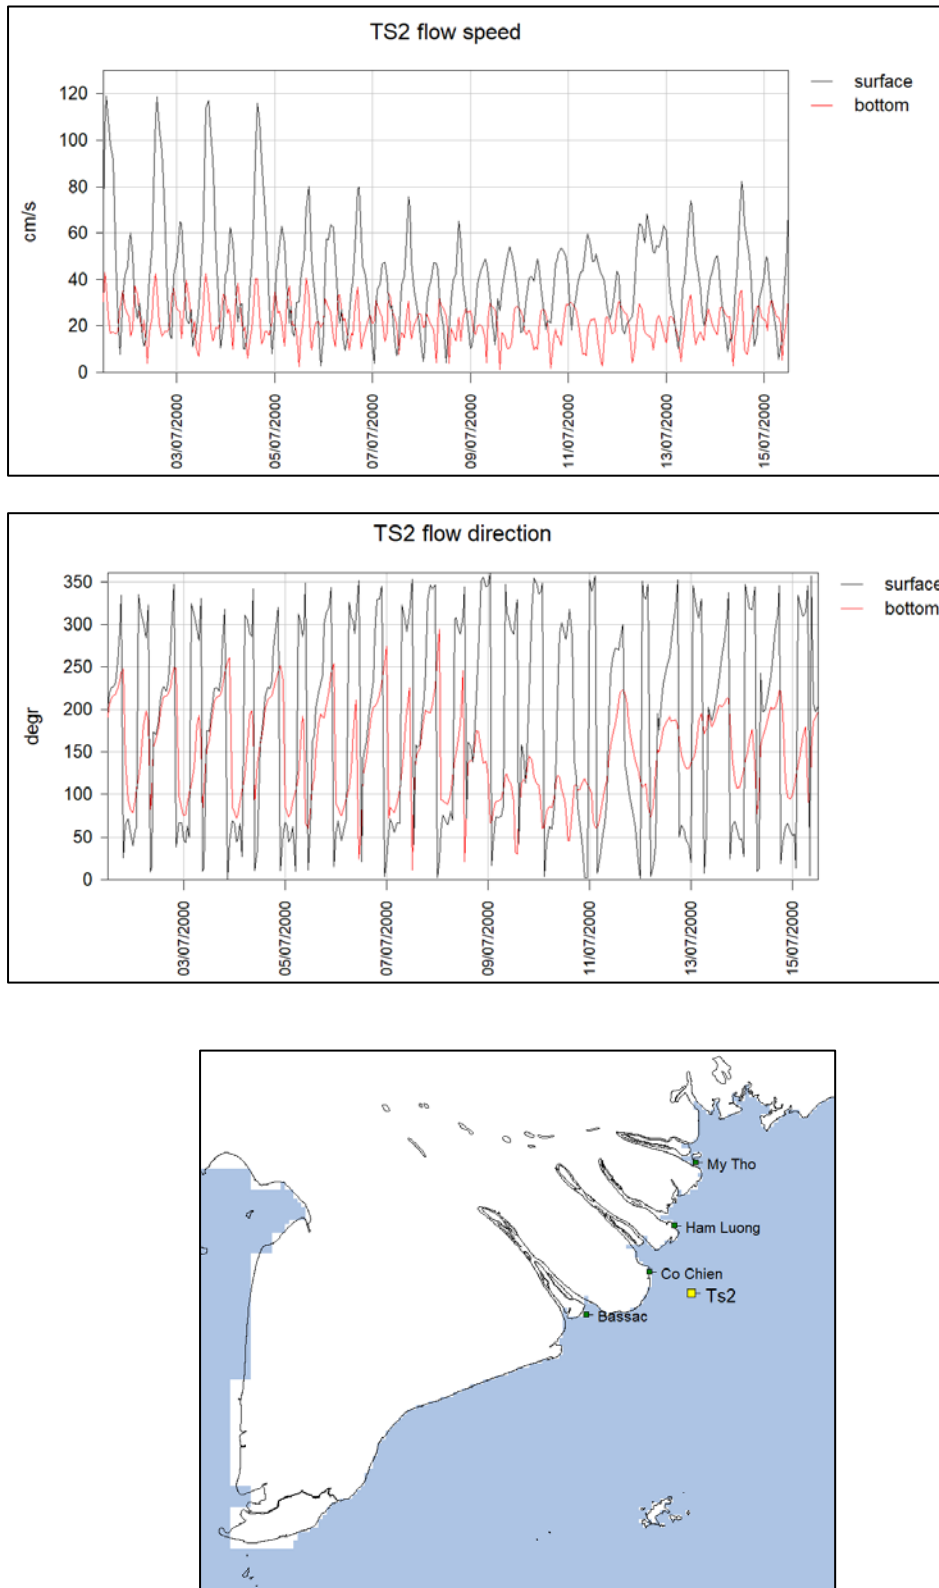 TS2 flow speed
surface
bottom
120
100
80
60
40
20
0
cm/s
03/07/2000
05/07/2000
07/07/2000
09/07/2000
11/07/2000
13/07/2000
15/07/2000
TS2 flow direction
surface
bottom
350
300
250
200
150
100
50
0
degr
03/07/2000
05/07/2000
07/07/2000
09/07/2000
11/07/2000
13/07/2000
15/07/2000
My Tho
Ham Luong
Co Chien
Ts2
Bassac